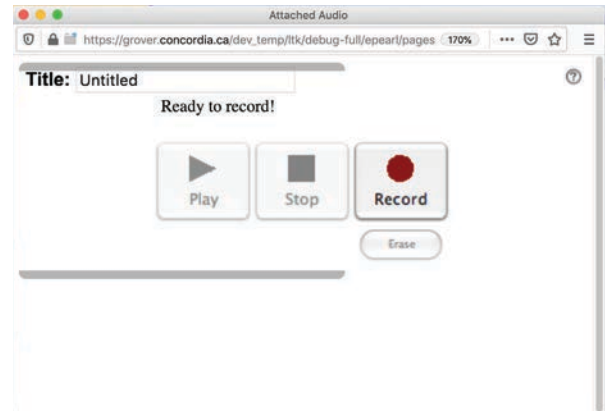 Attached Audio
https://grover.concordia.ca/dev_temp/ltk/debug-full/epearl/pages 170%
Title: Untitled
Ready to record!
Play Stop Record
Erase